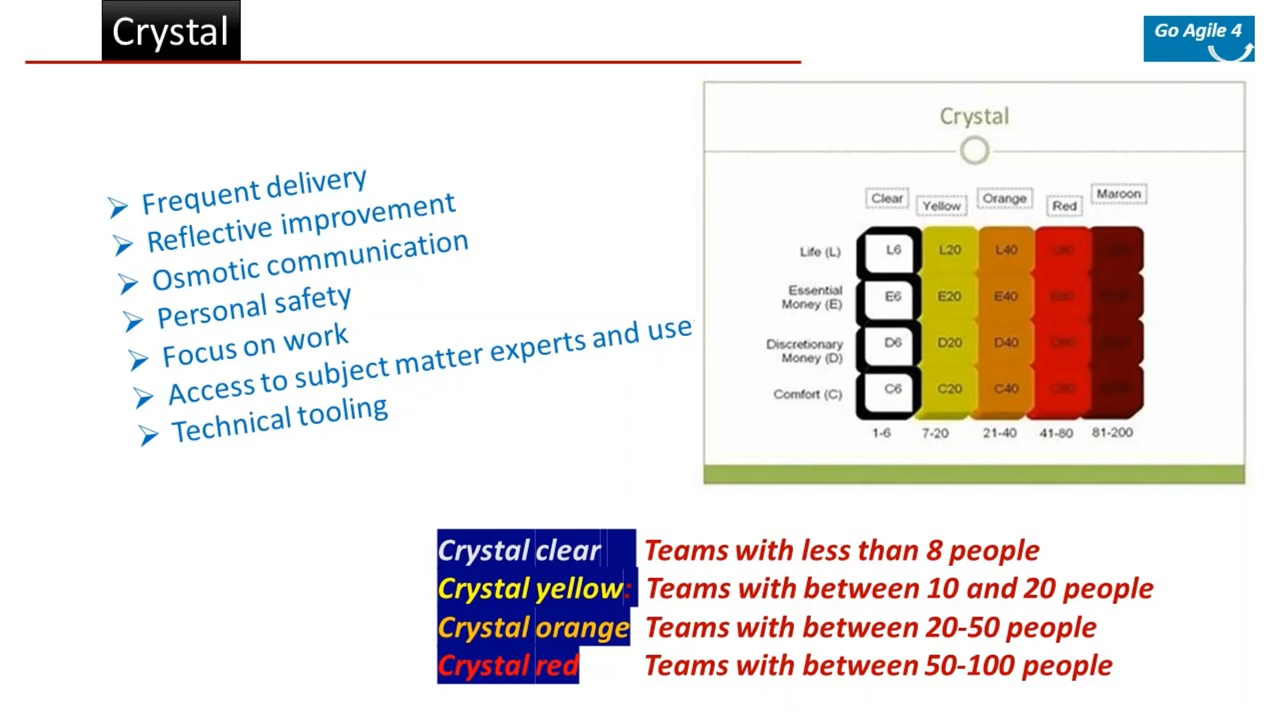 Crystal
Go Agile 4
Frequent delivery
Reflective improvement
Osmotic communication
Personal safety
Focus on work
Access to subject matter experts and use
Technical tooling
Crystal
Clear Yellow Orange Red Maroon
Life (L) L6 L20 L40
Essential
Money (E) E6 E20 E40
Discretionary
Money (D) D6 D20 D40
Comfort (C) C6 C20 C40
1-6 7-20 21-40 41-80 81-200
Crystal clear Teams with less than 8 people
Crystal yellow: Teams with between 10 and 20 people
Crystal orange Teams with between 20-50 people
Crystal red Teams with between 50-100 people